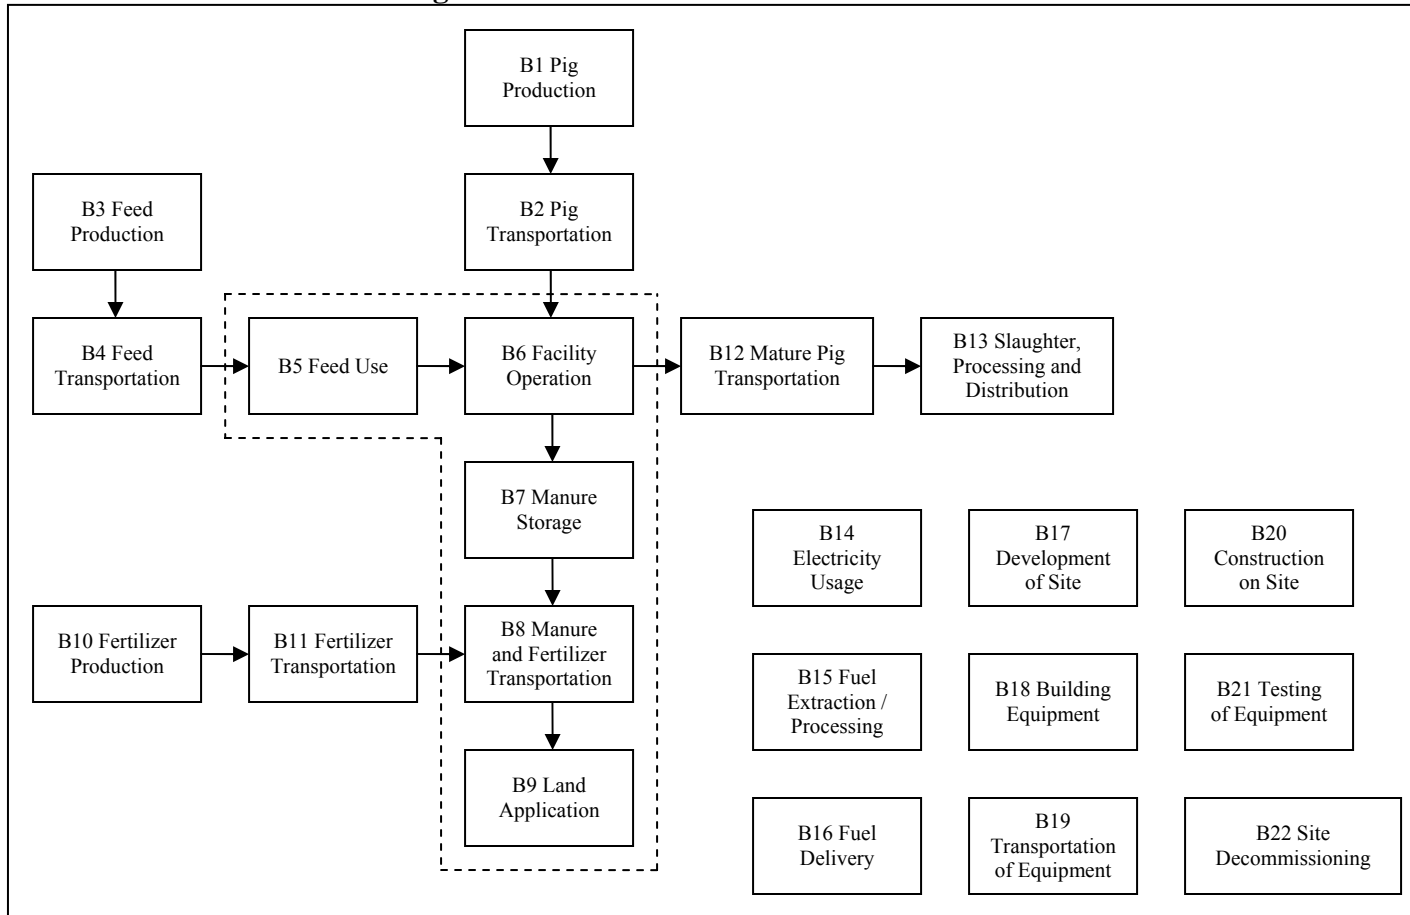 B1 Pig
Production
B3 Feed
Production
B2 Pig
Transportation
B4 Feed
Transportation
B5 Feed Use
B6 Facility
Operation
B12 Mature Pig
Transportation
B13 Slaughter,
Processing and
Distribution
B7 Manure
Storage
B14
Electricity
Usage
B17
Development
of Site
B20
Construction
on Site
B10 Fertilizer
Production
B11 Fertilizer
Transportation
B8 Manure
and Fertilizer
Transportation
B15 Fuel
Extraction /
Processing
B18 Building
Equipment
B21 Testing
of Equipment
B9 Land
Application
B16 Fuel
Delivery
B19
Transportation
of Equipment
B22 Site
Decommissioning